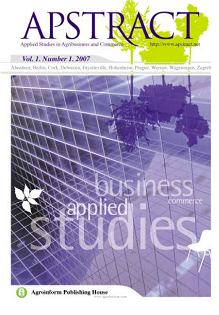 APSTRACT
Applied Studies in Agribusiness and Commerce http://www.apstract.net
Vol. 1. Number 1, 2007
Aberdeen, Berlin, Cork, Debrecen, Fayetteville, Hohenheim, Prague, Warsaw, Wageningen, Zagreb
business
commerce
applied
studies
Agroinform Publishing House